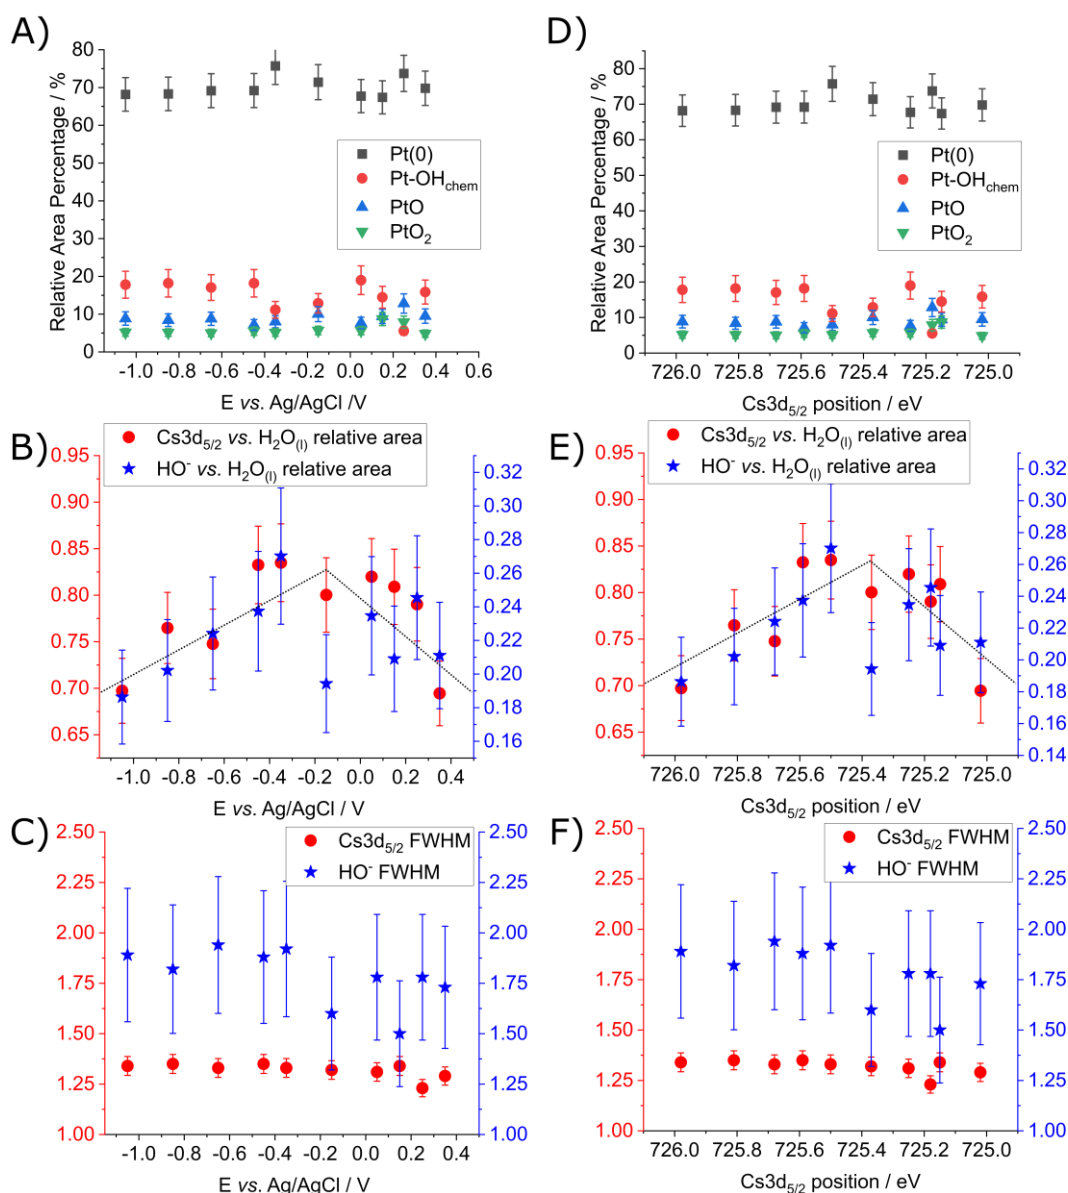 A)
Relative Area Percentage / %
80
70
60
50
40
30
20
10
0
Pt(0)
Pt-OHchem
PtO
PtO2
-1.0 -0.8 -0.6 -0.4 -0.2 0.0 0.2 0.4 0.6
E vs. Ag/AgCl /V
D)
Relative Area Percentage / %
80
70
60
50
40
30
20
10
0
Pt(0)
Pt-OHchem
PtO
PtO2
726.0 725.8 725.6 725.4 725.2 725.0
Cs3d5/2 position / eV
B)
Cs3d5/2 vs. H2O(l) relative area
HO- vs. H2O(l) relative area
0.95
0.90
0.85
0.80
0.75
0.70
0.65
0.32
0.30
0.28
0.26
0.24
0.22
0.20
0.18
0.16
-1.0 -0.8 -0.6 -0.4 -0.2 0.0 0.2 0.4
E vs. Ag/AgCl / V
E)
Cs3d5/2 vs. H2O(l) relative area
HO- vs. H2O(l) relative area
0.95
0.90
0.85
0.80
0.75
0.70
0.65
0.32
0.30
0.28
0.26
0.24
0.22
0.20
0.18
0.16
0.14
726.0 725.8 725.6 725.4 725.2 725.0
Cs3d5/2 position / eV
C)
Cs3d5/2 FWHM
HO- FWHM
2.50
2.25
2.00
1.75
1.50
1.25
1.00
2.50
2.25
2.00
1.75
1.50
1.25
1.00
-1.0 -0.8 -0.6 -0.4 -0.2 0.0 0.2 0.4
E vs. Ag/AgCl / V
F)
Cs3d5/2 FWHM
HO- FWHM
2.50
2.25
2.00
1.75
1.50
1.25
1.00
2.50
2.25
2.00
1.75
1.50
1.25
1.00
726.0 725.8 725.6 725.4 725.2 725.0
Cs3d5/2 position / eV